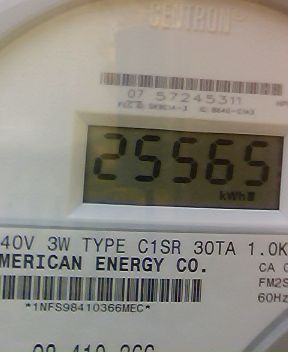 CENTRON
07 57245311
25565
kWh
40V 3W TYPE C1SR 30TA 1.0K
MERICAN ENERGY CO.
CA
FM2S
60Hz
*1NFS98410366MEC*